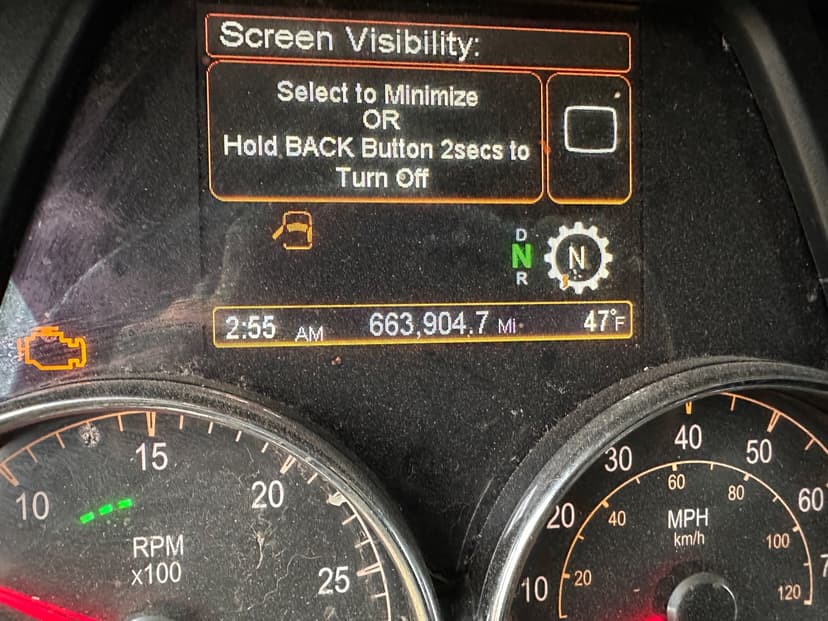 Screen Visibility:
Select to Minimize
OR
Hold BACK Button 2secs to
Turn Off
D
N N
R
2:55 AM 663,904.7 Mi 47°F
10 15 20 25
RPM
x100
10 20 30 40 50 60
20 40 60 80 100 120
MPH
km/h